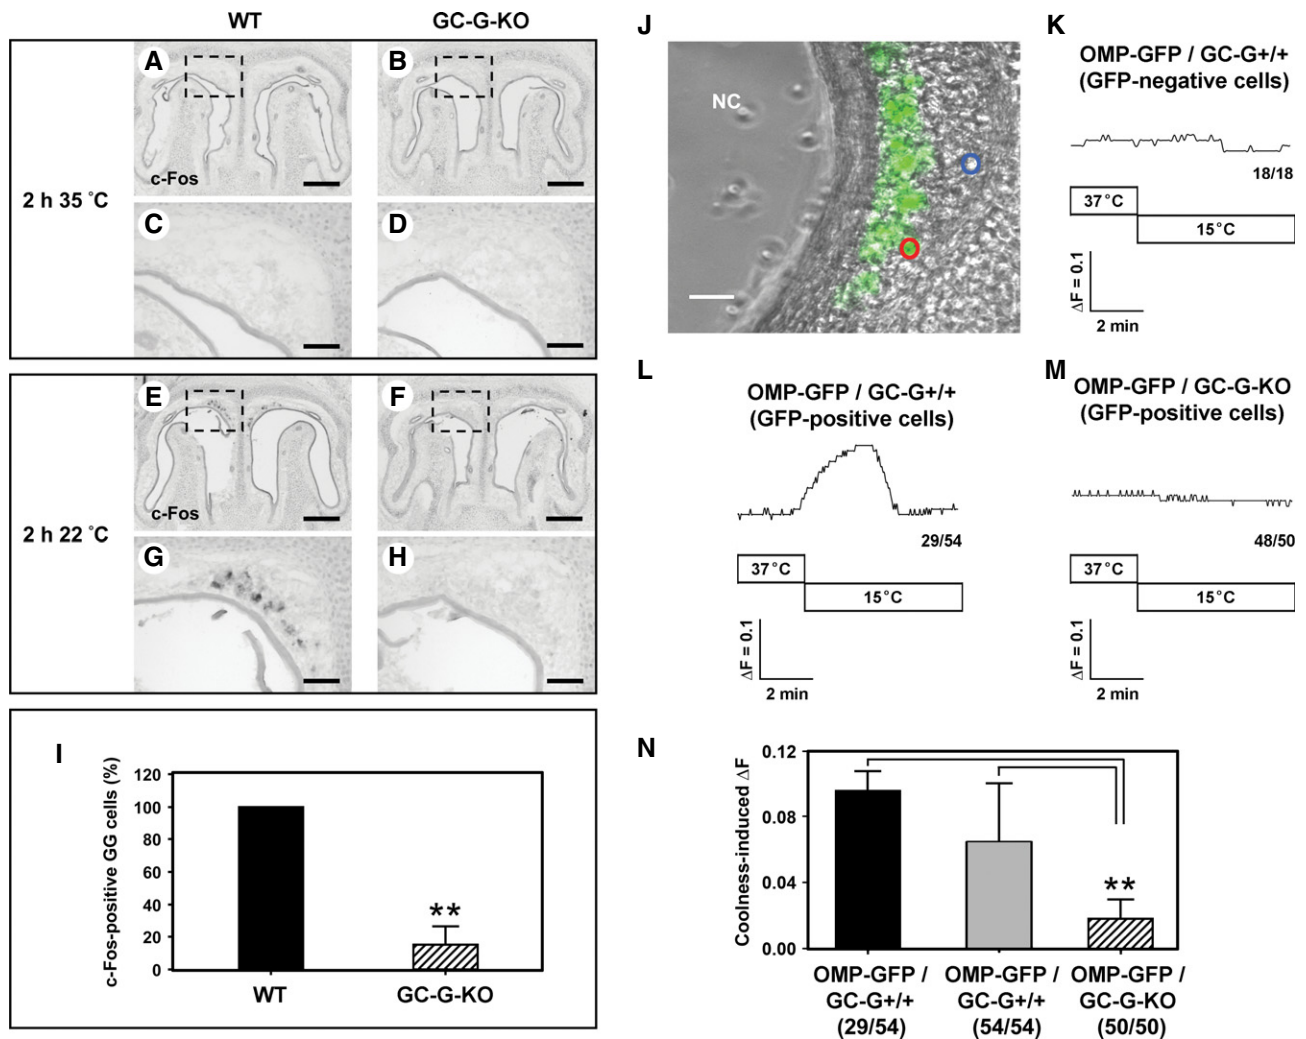 WT
GC-G-KO
2 h 35 °C
A
c-Fos
B
C
D
2 h 22 °C
E
c-Fos
F
G
H
I
c-Fos-positive GG cells (%)
120
100
80
60
40
20
0
**
WT
GC-G-KO
J
NC
K
OMP-GFP / GC-G+/+
(GFP-negative cells)
18/18
37°C
15°C
ΔF = 0.1
2 min
L
OMP-GFP / GC-G+/+
(GFP-positive cells)
29/54
37°C
15°C
ΔF = 0.1
2 min
M
OMP-GFP / GC-G-KO
(GFP-positive cells)
48/50
37°C
15°C
ΔF = 0.1
2 min
N
Coolness-induced ΔF
0.12
0.08
0.04
0.00
**
OMP-GFP /
GC-G+/+
(29/54)
OMP-GFP /
GC-G+/+
(54/54)
OMP-GFP /
GC-G-KO
(50/50)